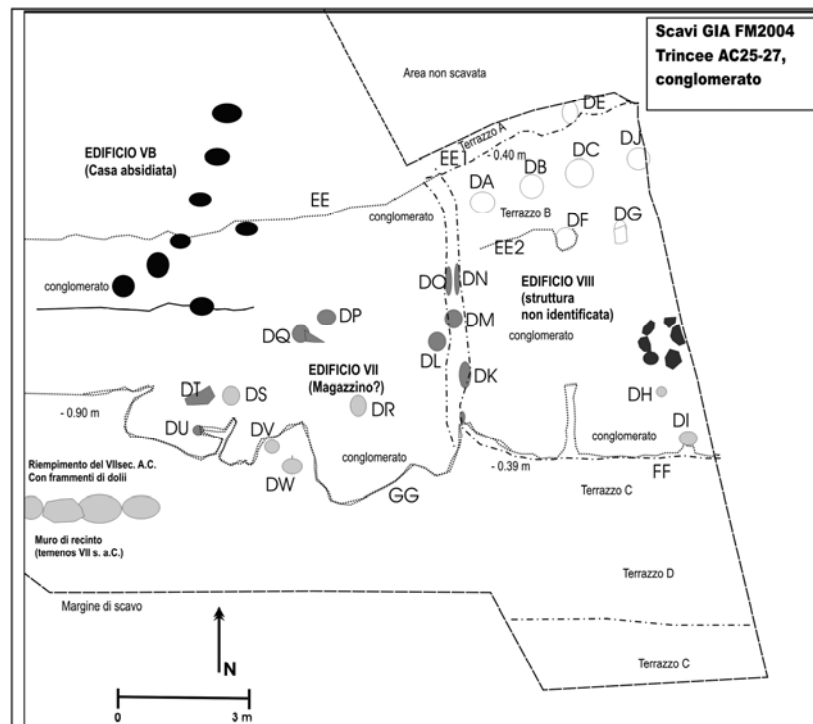 Scavi GIA FM2004
Trincee AC25-27,
conglomerato
Area non scavata
DE
Terrazzo A
EDIFICIO VB
(Casa absidiata)
EE1
- 0.40 m
DJ
DC
DB
DA
EE
conglomerato
Terrazzo B
DF
DG
EE2
conglomerato
DO
DN
EDIFICIO VIII
(struttura
non identificata)
conglomerato
DP
DM
DQ
DL
EDIFICIO VII
(Magazzino?)
DK
DT
DS
DR
DH
- 0.90 m
DU
DV
DI
conglomerato
conglomerato
Riempimento del VIIsec. A.C.
Con frammenti di dolii
DW
- 0.39 m
FF
GG
Terrazzo C
Muro di recinto
(temenos VII s. a.C.)
Terrazzo D
Margine di scavo
Terrazzo C
N
0
3 m